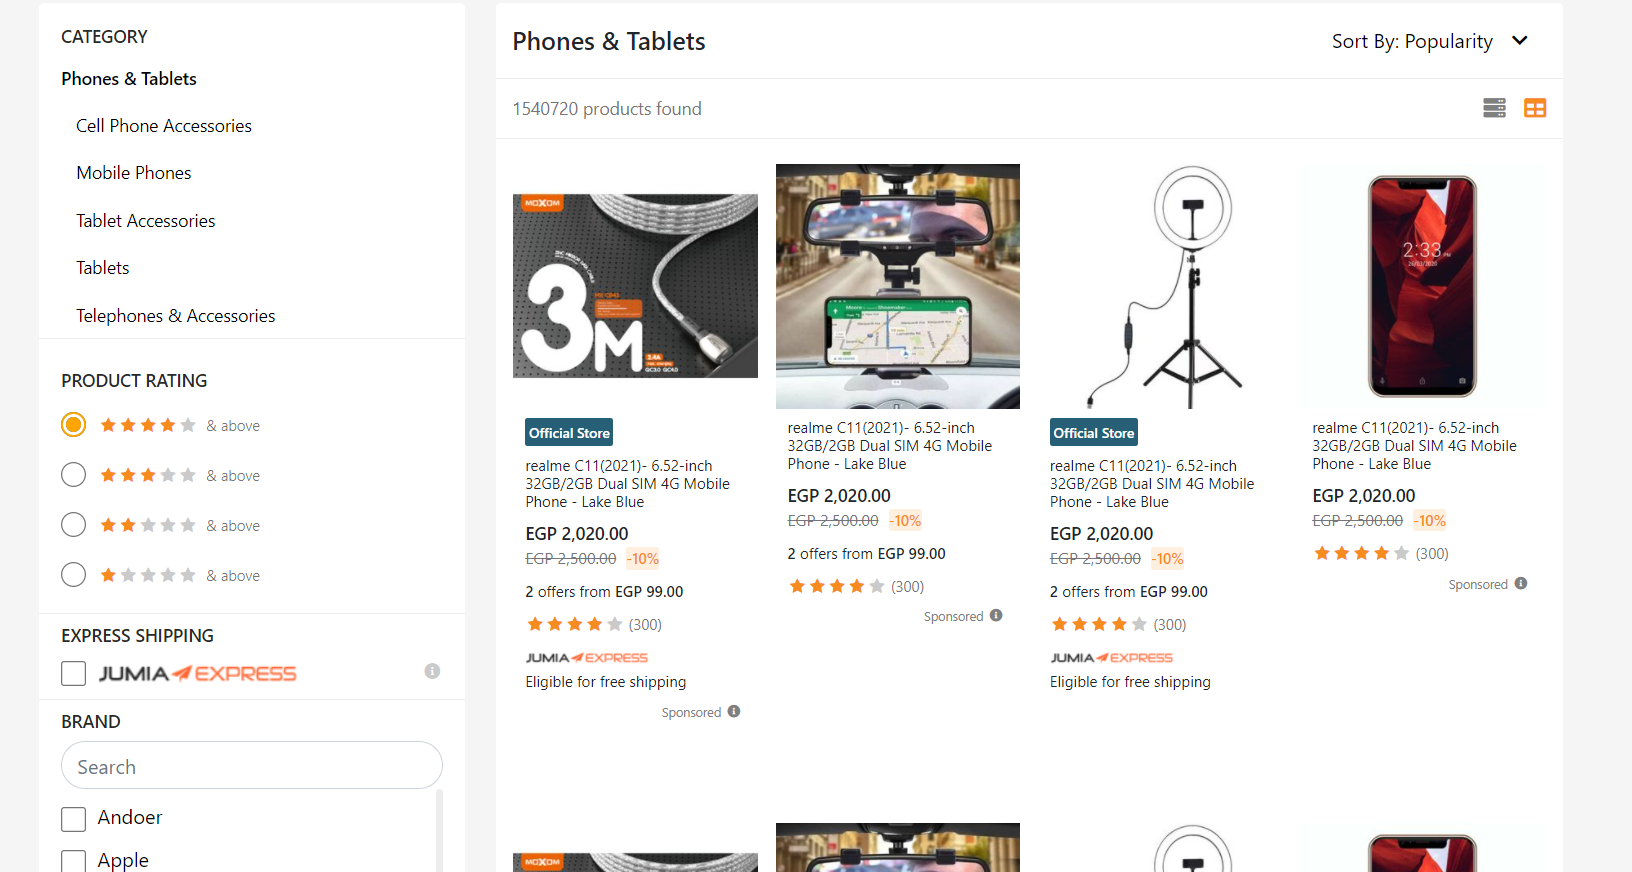 CATEGORY
Phones & Tablets
Cell Phone Accessories
Mobile Phones
Tablet Accessories
Tablets
Telephones & Accessories
PRODUCT RATING
& above
& above
& above
& above
EXPRESS SHIPPING
JUMIA EXPRESS
BRAND
Search
Andoer
Apple
Phones & Tablets
Sort By: Popularity
1540720 products found
MOXOM
3M
3.4A
QC3.0 QC4.0
Official Store
realme C11(2021)- 6.52-inch
32GB/2GB Dual SIM 4G Mobile
Phone - Lake Blue
EGP 2,020.00
EGP 2,500.00 -10%
2 offers from EGP 99.00
(300)
JUMIA EXPRESS
Eligible for free shipping
Sponsored
realme C11(2021)- 6.52-inch
32GB/2GB Dual SIM 4G Mobile
Phone - Lake Blue
EGP 2,020.00
EGP 2,500.00 -10%
2 offers from EGP 99.00
(300)
Sponsored
Official Store
realme C11(2021)- 6.52-inch
32GB/2GB Dual SIM 4G Mobile
Phone - Lake Blue
EGP 2,020.00
EGP 2,500.00 -10%
2 offers from EGP 99.00
(300)
JUMIA EXPRESS
Eligible for free shipping
2:33 PM
realme C11(2021)- 6.52-inch
32GB/2GB Dual SIM 4G Mobile
Phone - Lake Blue
EGP 2,020.00
EGP 2,500.00 -10%
(300)
Sponsored
MOXOM